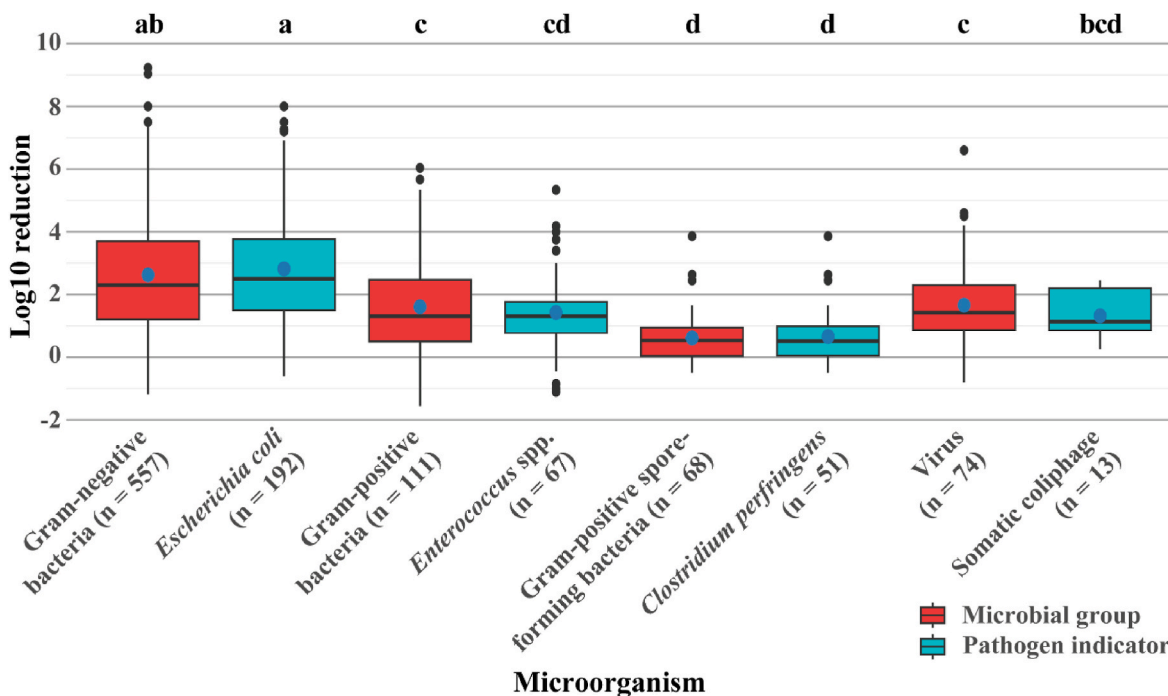 ab a c cd d d c bcd
10
8
6
4
2
0
-2
Log10 reduction
Gram-negative
bacteria (n = 557)
Escherichia coli
(n = 192)
Gram-positive
bacteria (n = 111)
Enterococcus spp.
(n = 67)
Gram-positive spore-
forming bacteria (n = 68)
Clostridium perfringens
(n = 51)
Virus
(n = 74)
Somatic coliphage
(n = 13)
Microbial group
Pathogen indicator
Microorganism